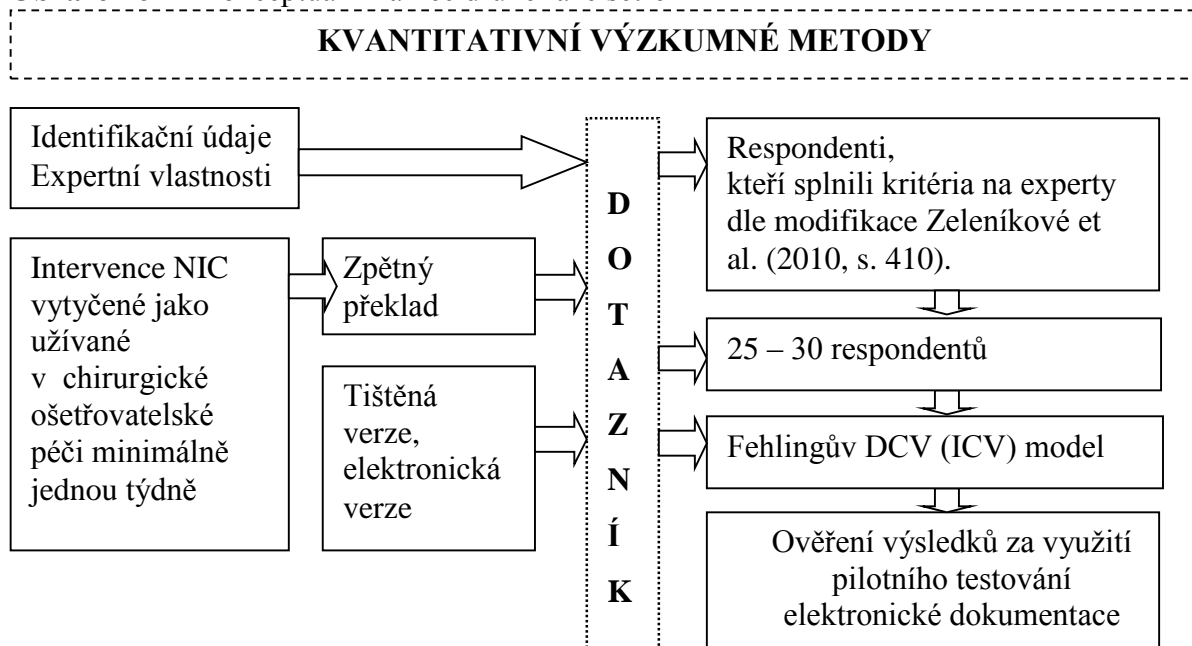 KVANTITATIVNÍ VÝZKUMNÉ METODY
Identifikační údaje
Expertní vlastnosti
Intervence NIC
vytyčené jako
užívané
v chirurgické
ošetřovatelské
péči minimálně
jednou týdně
Zpětný
překlad
Tištěná
verze,
elektronická
verze
D
O
T
A
Z
N
Í
K
Respondenti,
kteří splnili kritéria na experty
dle modifikace Zeleníkové et
al. (2010, s. 410).
25 – 30 respondentů
Fehlingův DCV (ICV) model
Ověření výsledků za využití
pilotního testování
elektronické dokumentace